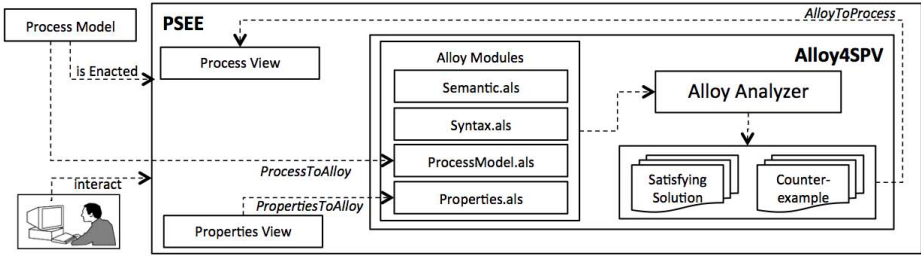 Process Model
PSEE
AlloyToProcess
is Enacted
Process View
Alloy Modules
Alloy4SPV
Semantic.als
Alloy Analyzer
Syntax.als
ProcessToAlloy
ProcessModel.als
interact
Satisfying
Solution
Counter-
example
PropertiesToAlloy
Properties.als
Properties View